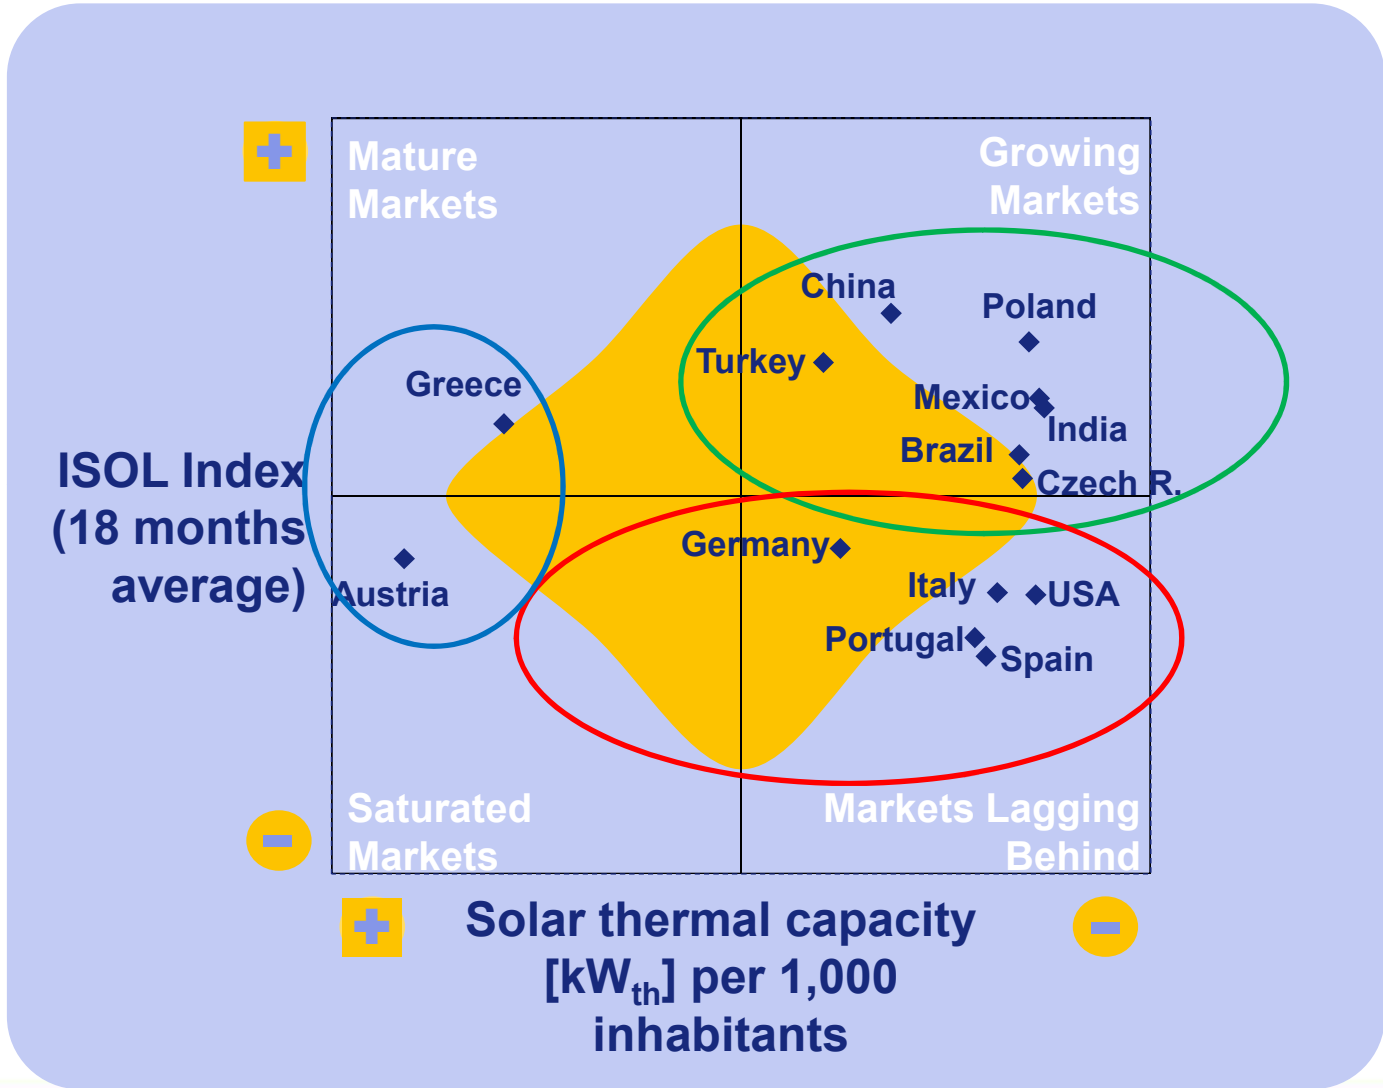 Mature
Markets
Growing
Markets
China
Poland
Turkey
Greece
Mexico
India
Brazil
Czech R.
ISOL Index
(18 months
average)
Germany
Italy
USA
Austria
Portugal
Spain
Saturated
Markets
Markets Lagging
Behind
Solar thermal capacity
[kWth] per 1,000
inhabitants